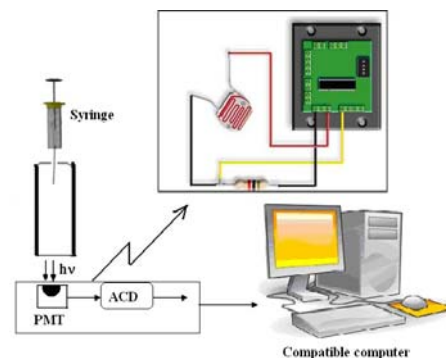 Syringe
hν
PMT
ACD
Compatible computer